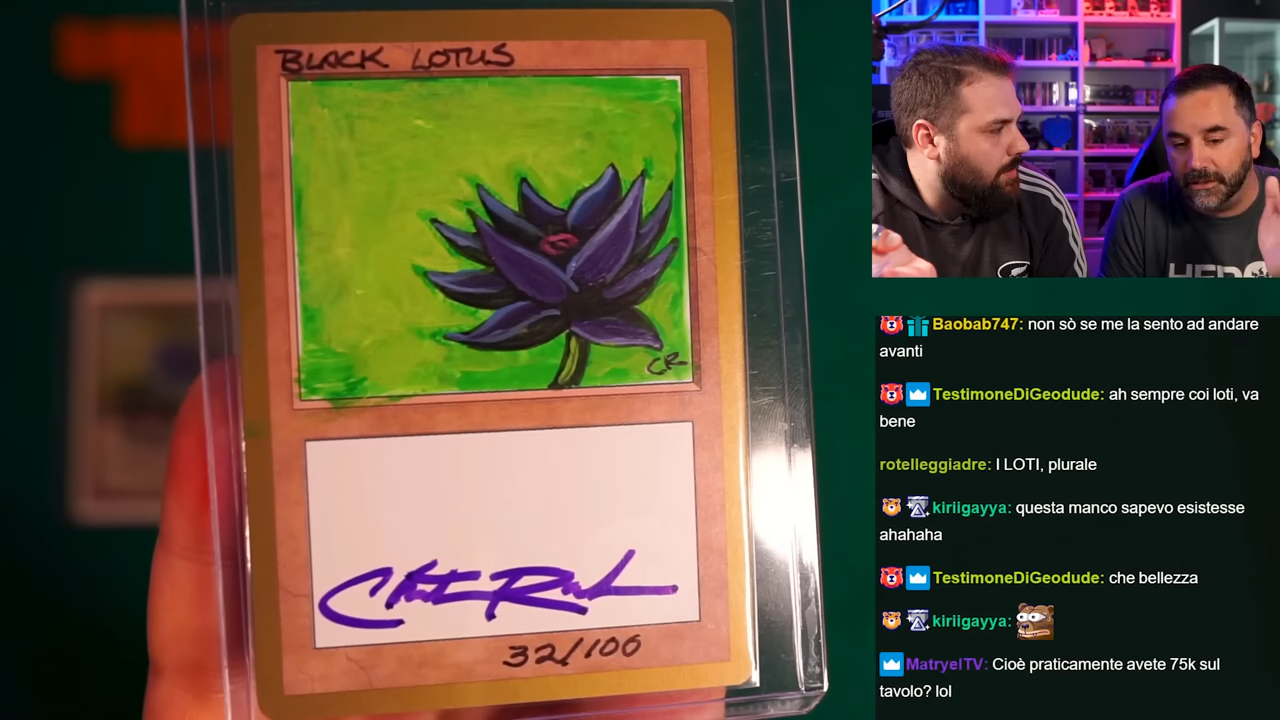 BLACK LOTUS
CR
32/100
Baobab747: non sò se me la sento ad andare
avanti
TestimoneDiGeodude: ah sempre coi loti, va
bene
rotelleggiadre: I LOTI, plurale
kiriigayya: questa manco sapevo esistesse
ahahaha
TestimoneDiGeodude: che bellezza
kiriigayya:
MatryelTV: Cioè praticamente avete 75k sul
tavolo? lol